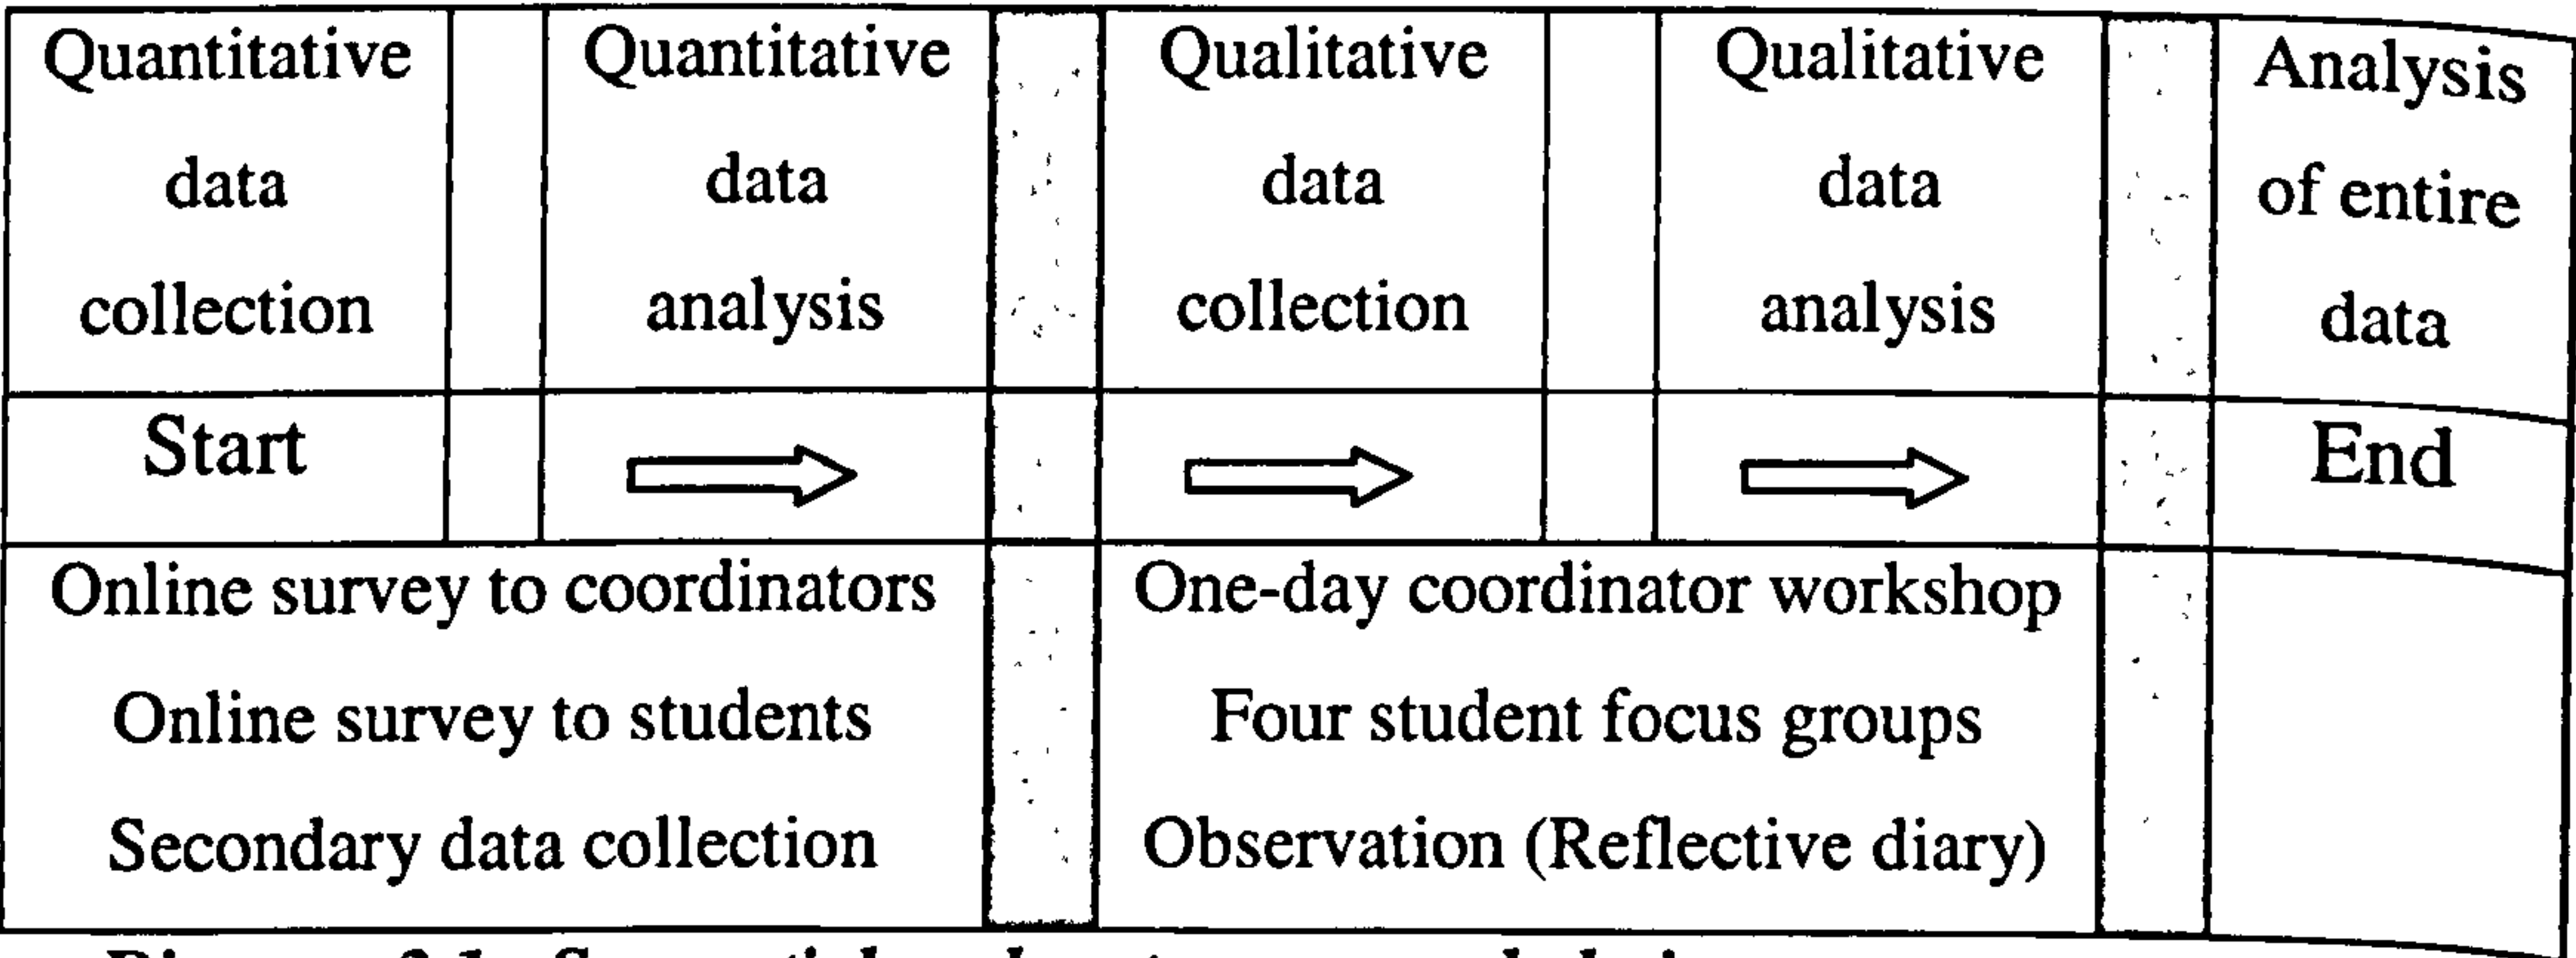 Quantitative
data
collection
Quantitative
data
analysis
Qualitative
data
collection
Qualitative
data
analysis
Analysis
of entire
data
Start
End
Online survey to coordinators
Online survey to students
Secondary data collection
One-day coordinator workshop
Four student focus groups
Observation (Reflective diary)